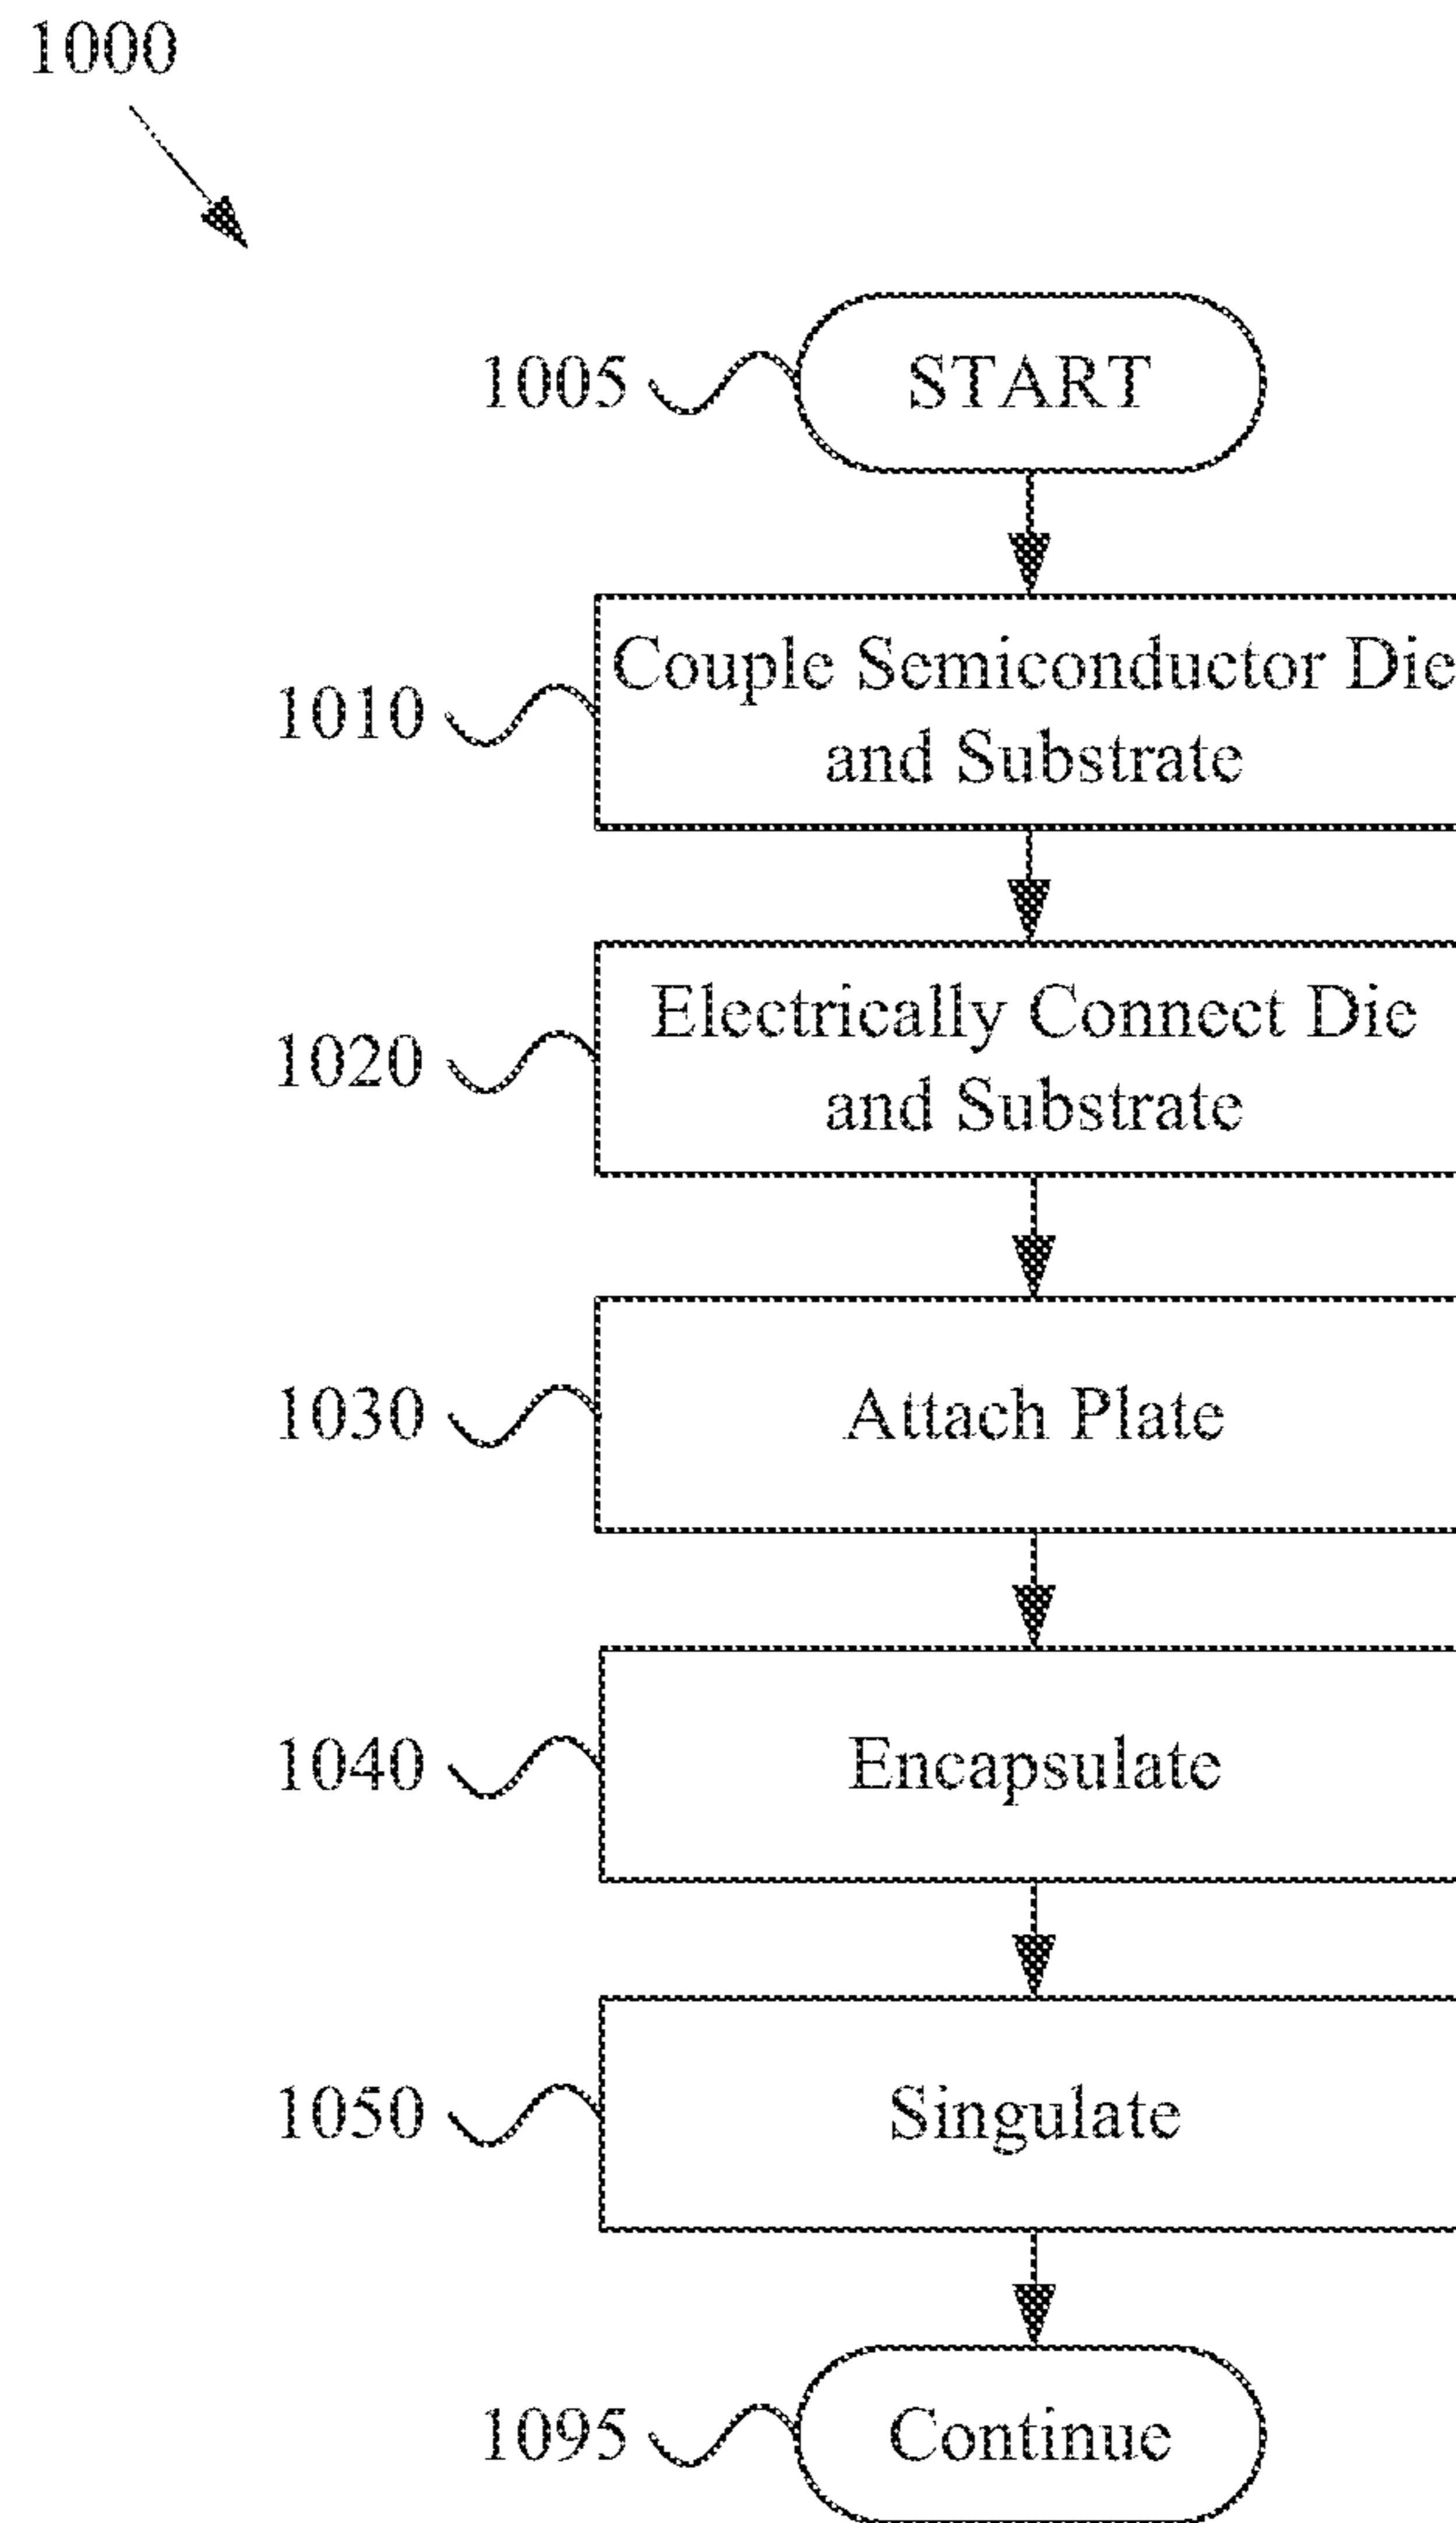 1000
1005 START
1010 Couple Semiconductor Die
and Substrate
1020 Electrically Connect Die
and Substrate
1030 Attach Plate
1040 Encapsulate
1050 Singulate
1095 Continue